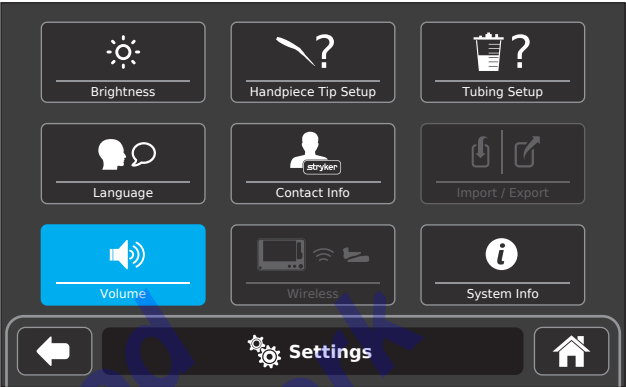 Brightness
Handpiece Tip Setup
Tubing Setup
Language
stryker
Contact Info
Import / Export
Volume
Wireless
System Info
Settings